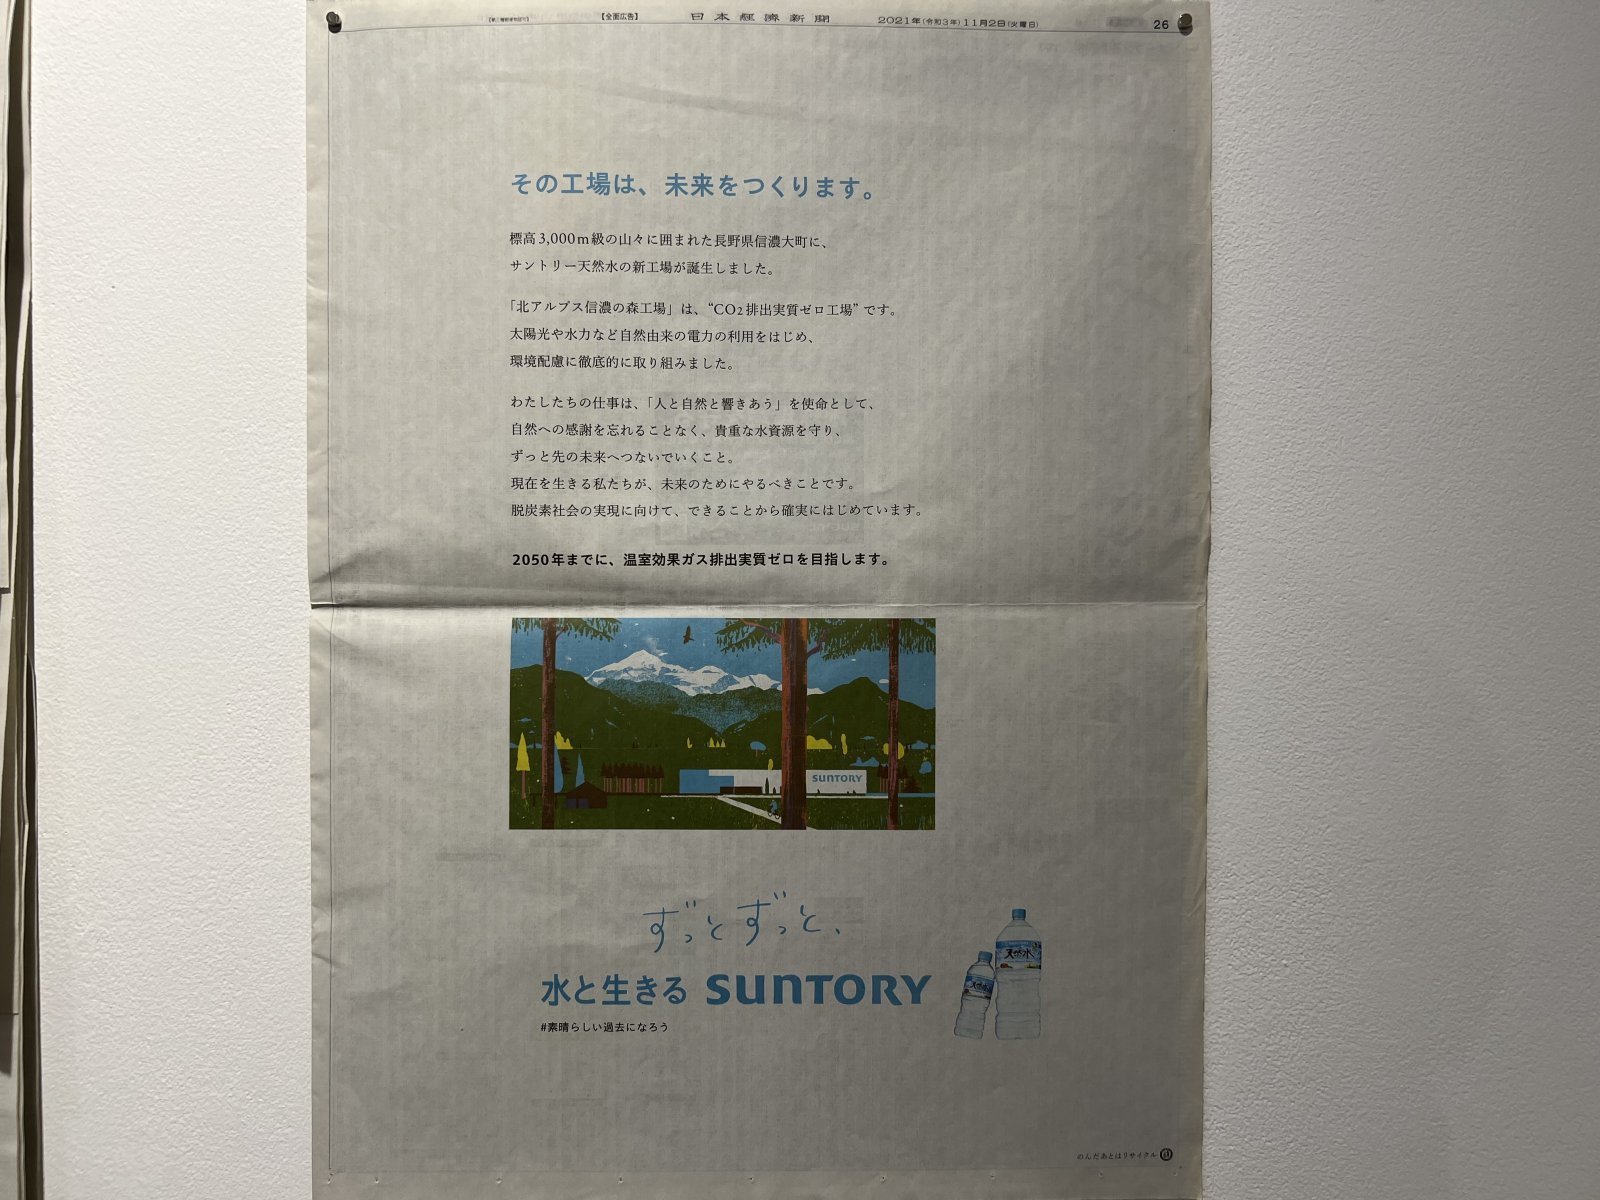 【第三種郵便物認可】 【全面広告】 日本經濟新聞 2021年(令和3年)11月2日(火曜日) 26
その工場は、未来をつくります。
標高3,000m級の山々に囲まれた長野県信濃大町に、
サントリー天然水の新工場が誕生しました。
「北アルプス信濃の森工場」は、“CO2排出実質ゼロ工場”です。
太陽光や水力など自然由来の電力の利用をはじめ、
環境配慮に徹底的に取り組みました。
わたしたちの仕事は、「人と自然と響きあう」を使命として、
自然への感謝を忘れることなく、貴重な水資源を守り、
ずっと先の未来へつないでいくこと。
現在を生きる私たちが、未来のためにやるべきことです。
脱炭素社会の実現に向けて、できることから確実にはじめています。
2050年までに、温室効果ガス排出実質ゼロを目指します。
SUNTORY
ずっとずっと、
水と生きる SUNTORY
#素晴らしい過去になろう
天然水
天然水
のんだあとはリサイクル